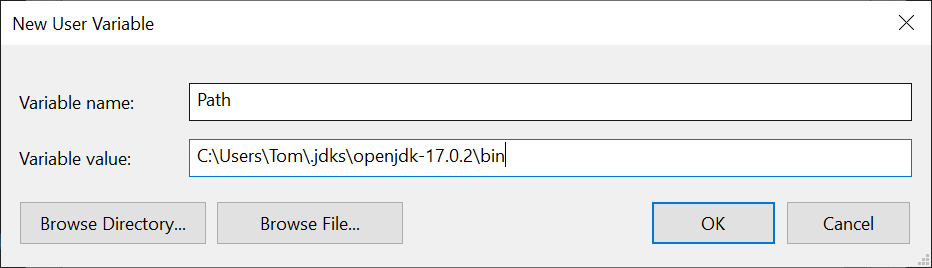 New User Variable
Variable name: Path
Variable value: C:\Users\Tom\.jdks\openjdk-17.0.2\bin
Browse Directory... Browse File... OK Cancel